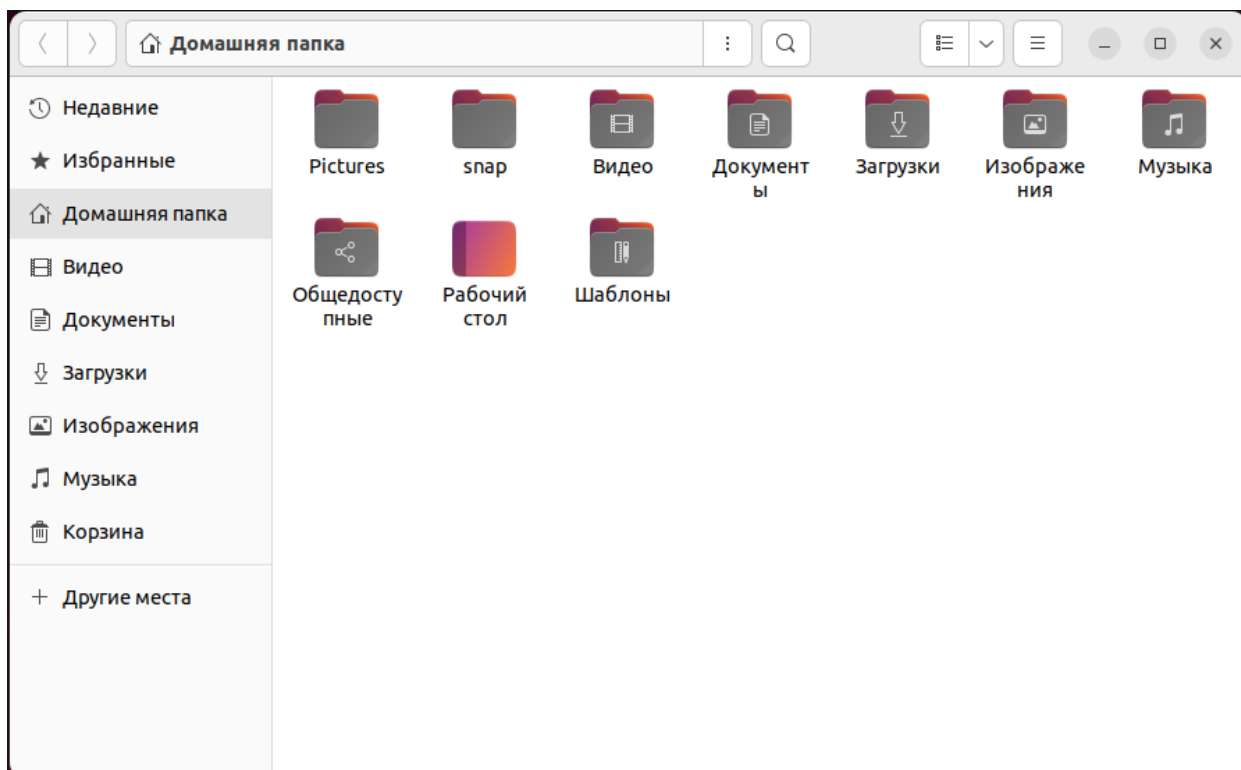 Домашняя папка
Недавние
Избранные
Домашняя папка
Видео
Документы
Загрузки
Изображения
Музыка
Корзина
Другие места
Pictures
snap
Видео
Документ
ы
Загрузки
Изображе
ния
Музыка
Общедосту
пные
Рабочий
стол
Шаблоны